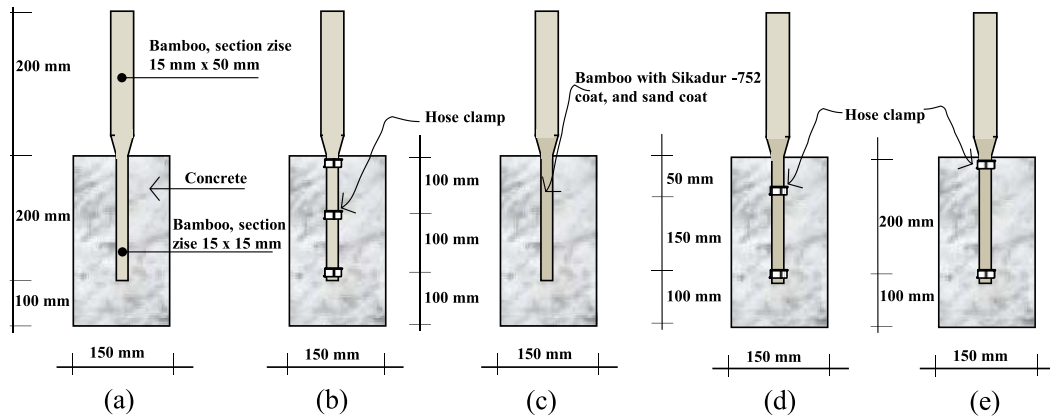 200 mm
Bamboo, section zise
15 mm x 50 mm
200 mm
Concrete
Bamboo, section
zise 15 x 15 mm
100 mm
150 mm
(a)
Hose clamp
100 mm
100 mm
100 mm
150 mm
(b)
Bamboo with Sikadur -752
coat, and sand coat
150 mm
(c)
50 mm
150 mm
100 mm
Hose clamp
150 mm
(d)
200 mm
100 mm
150 mm
(e)